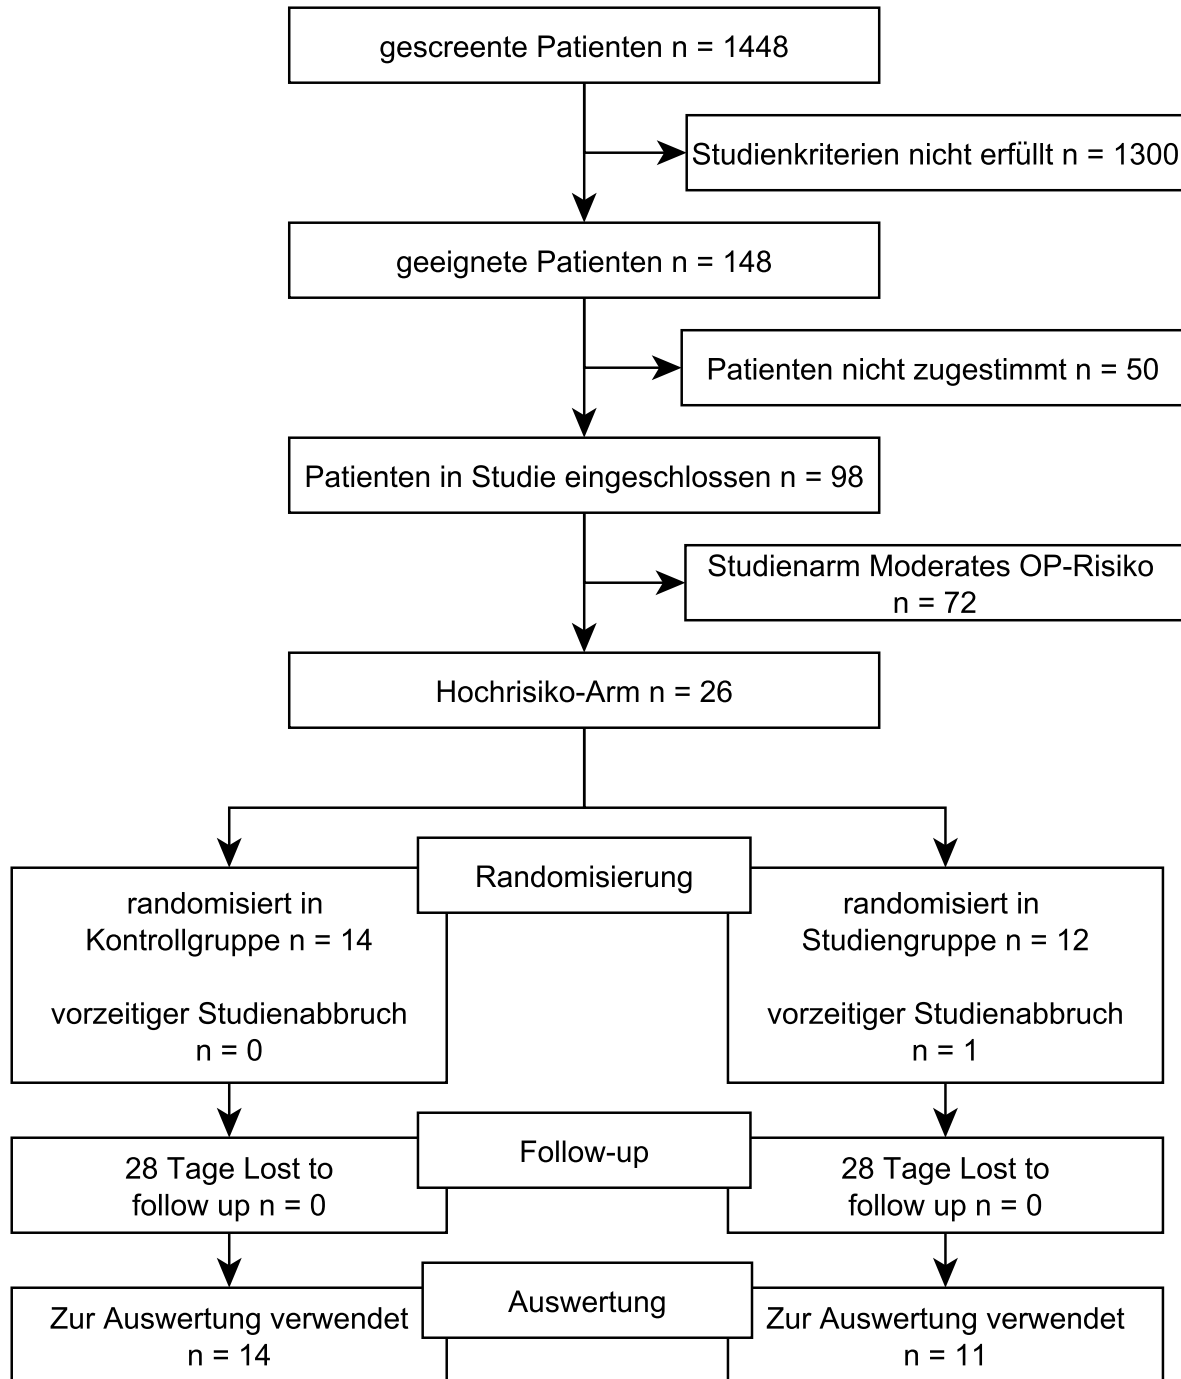 gescreente Patienten n = 1448
Studienkriterien nicht erfüllt n = 1300
geeignete Patienten n = 148
Patienten nicht zugestimmt n = 50
Patienten in Studie eingeschlossen n = 98
Studienarm Moderates OP-Risiko
n = 72
Hochrisiko-Arm n = 26
Randomisierung
randomisiert in
Kontrollgruppe n = 14
vorzeitiger Studienabbruch
n = 0
randomisiert in
Studiengruppe n = 12
vorzeitiger Studienabbruch
n = 1
Follow-up
28 Tage Lost to
follow up n = 0
28 Tage Lost to
follow up n = 0
Auswertung
Zur Auswertung verwendet
n = 14
Zur Auswertung verwendet
n = 11